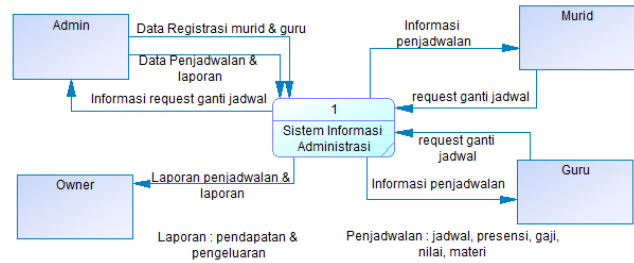 Admin
Data Registrasi murid & guru
Data Penjadwalan &
laporan
Informasi request ganti jadwal
Informasi
penjadwalan
Murid
request ganti jadwal
1
Sistem Informasi
Administrasi
request ganti
jadwal
Owner
Laporan penjadwalan &
laporan
Informasi penjadwalan
Guru
Laporan : pendapatan &
pengeluaran
Penjadwalan : jadwal, presensi, gaji,
nilai, materi